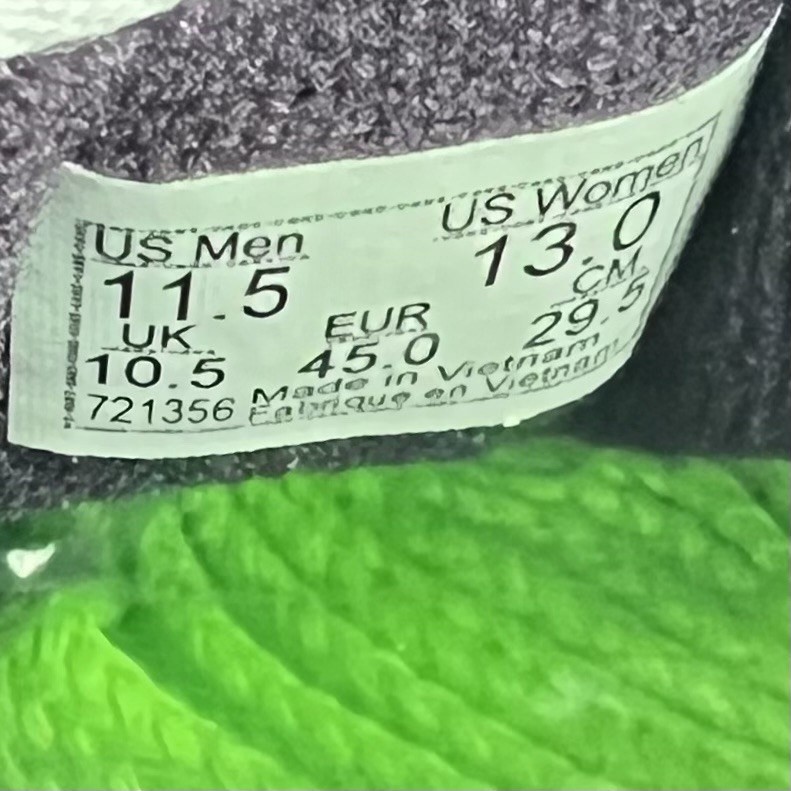 US Men US Women
11.5 13.0
UK EUR CM
10.5 45.0 29.5
721356 Made in Vietnam
Fabrique en Vietnam